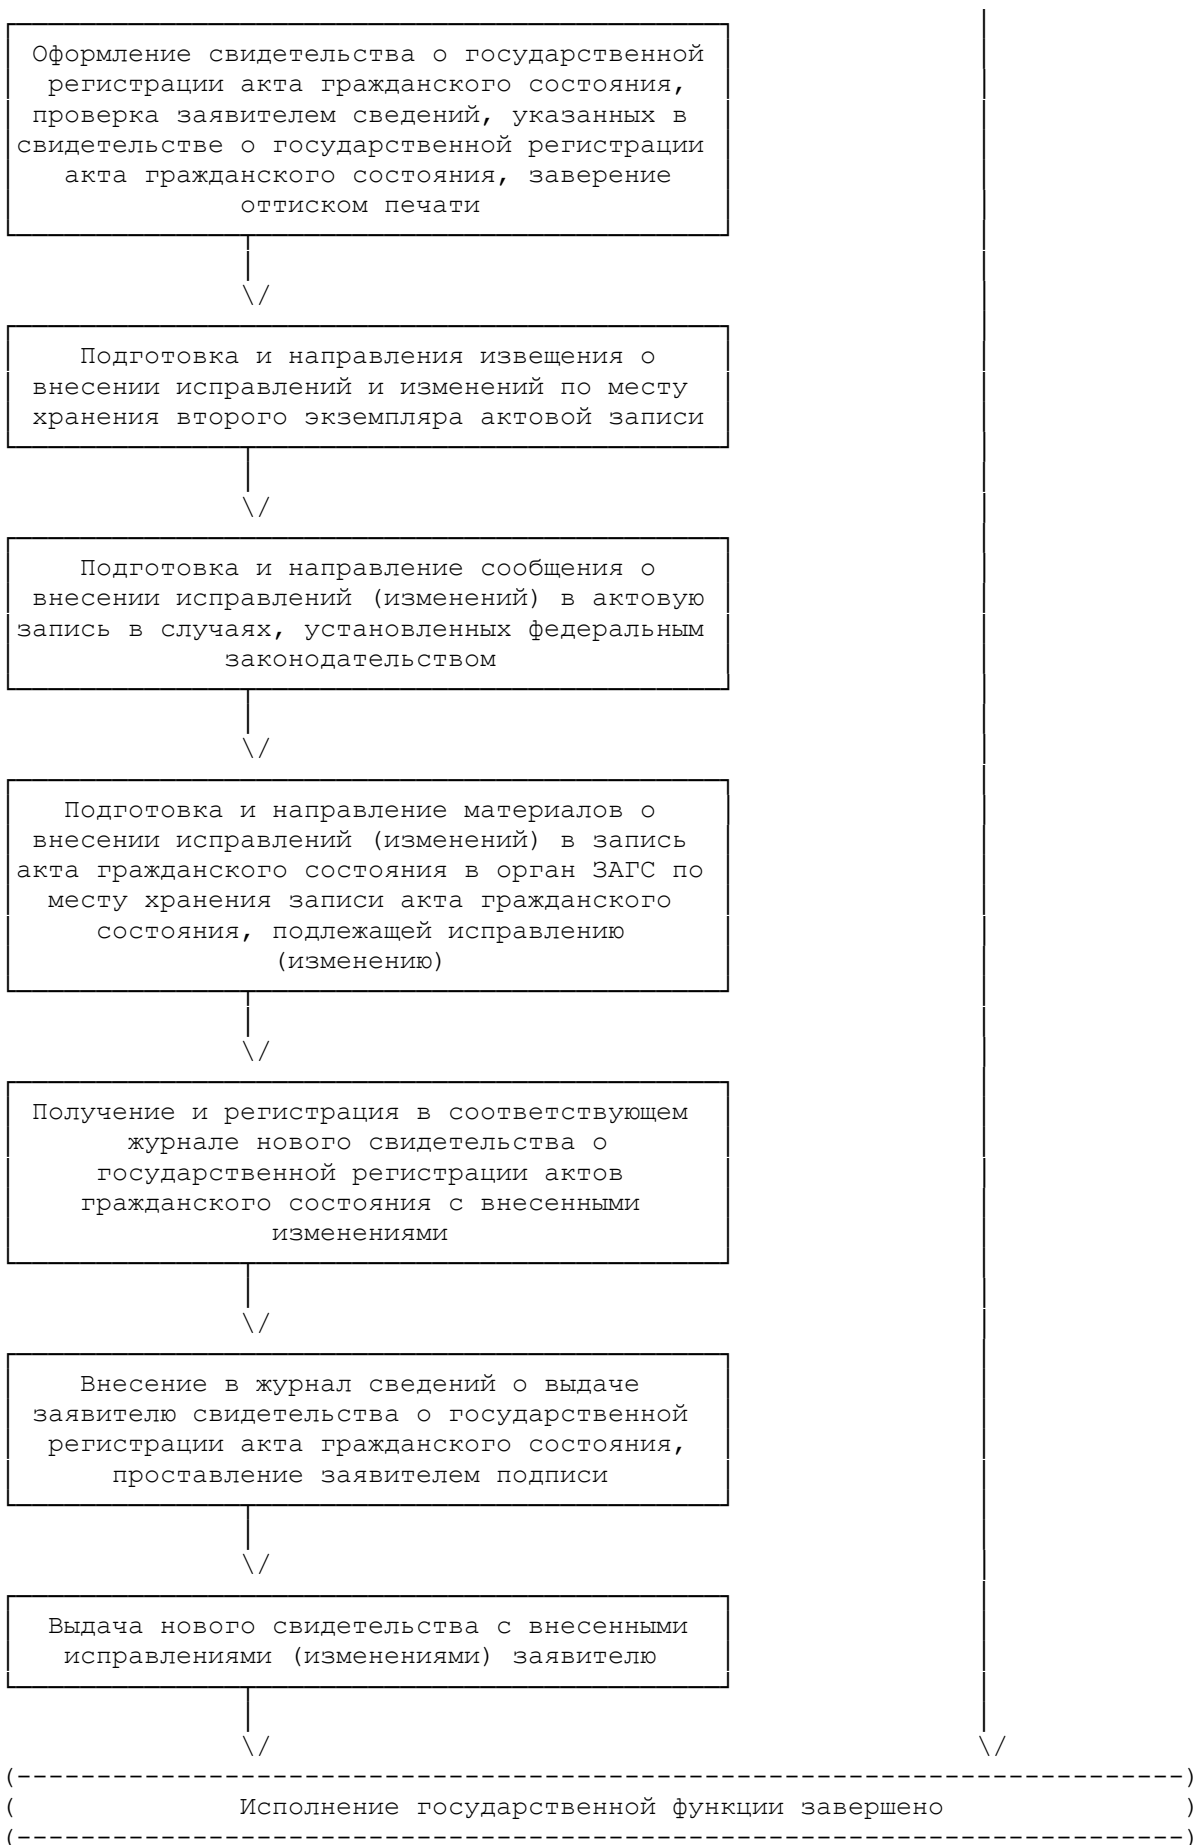 Оформление свидетельства о государственной
регистрации акта гражданского состояния,
проверка заявителем сведений, указанных в
свидетельстве о государственной регистрации
акта гражданского состояния, заверение
оттиском печати
Подготовка и направления извещения о
внесении исправлений и изменений по месту
хранения второго экземпляра актовой записи
Подготовка и направление сообщения о
внесении исправлений (изменений) в актовую
запись в случаях, установленных федеральным
законодательством
Подготовка и направление материалов о
внесении исправлений (изменений) в запись
акта гражданского состояния в орган ЗАГС по
месту хранения записи акта гражданского
состояния, подлежащей исправлению
(изменению)
Получение и регистрация в соответствующем
журнале нового свидетельства о
государственной регистрации актов
гражданского состояния с внесенными
изменениями
Внесение в журнал сведений о выдаче
заявителю свидетельства о государственной
регистрации акта гражданского состояния,
проставление заявителем подписи
Выдача нового свидетельства с внесенными
исправлениями (изменениями) заявителю
Исполнение государственной функции завершено